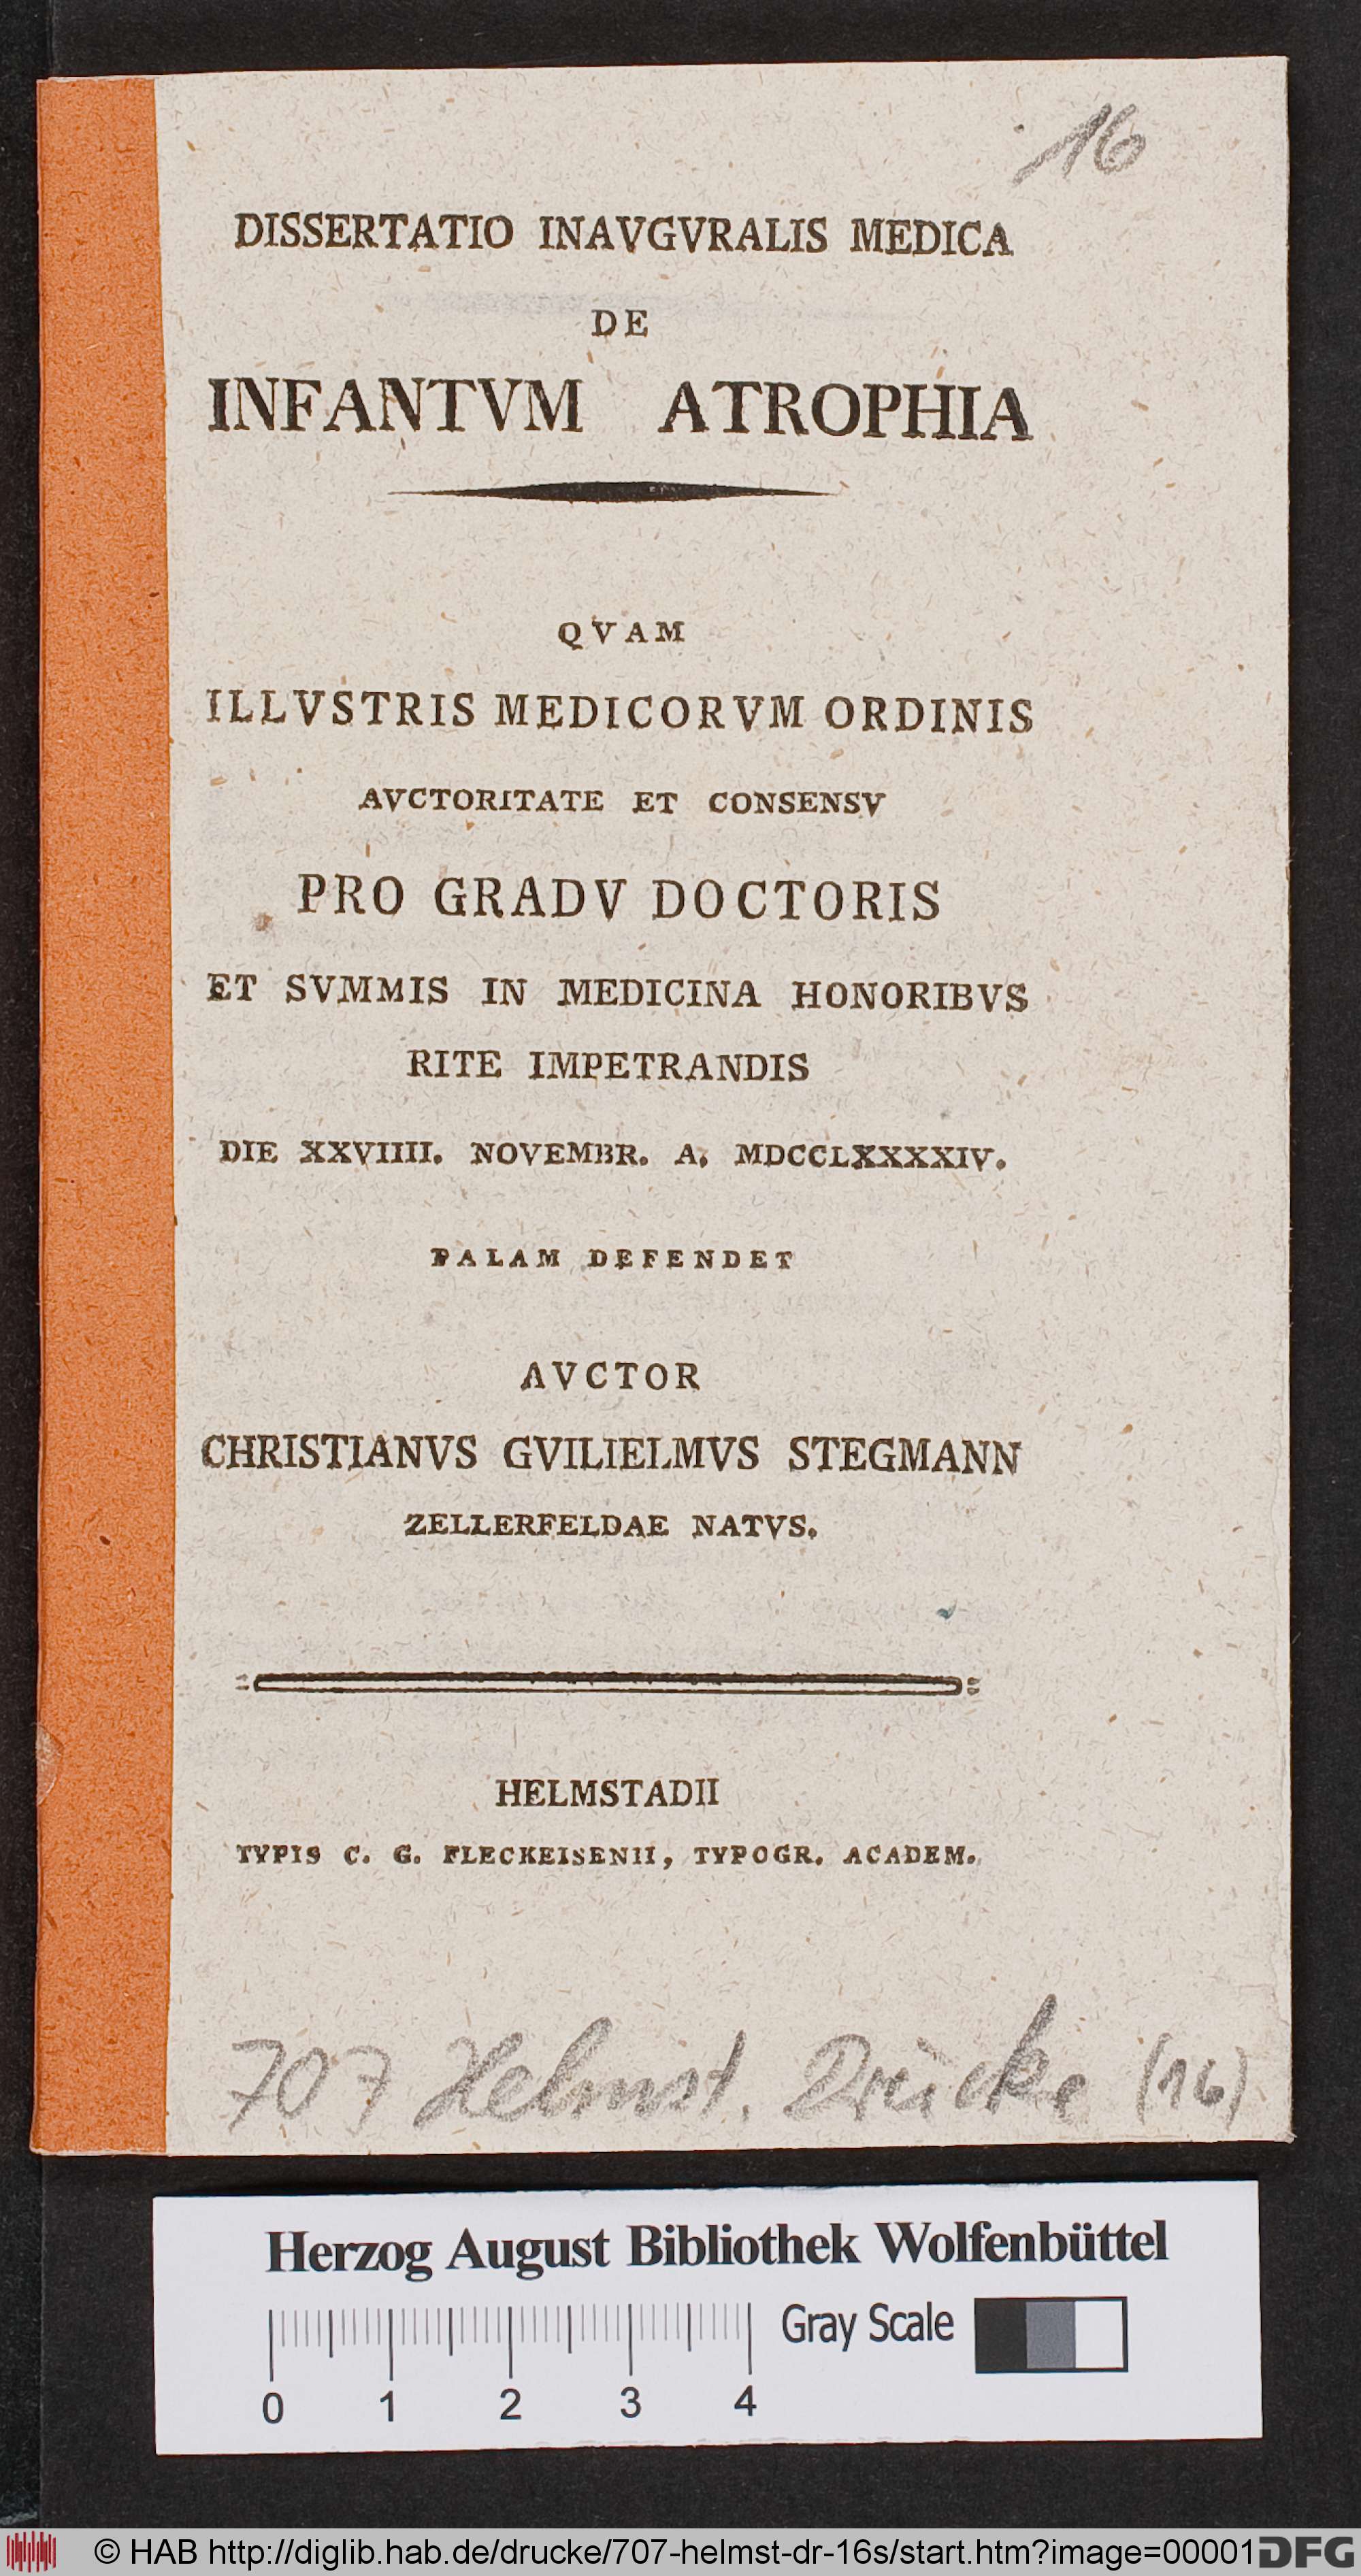 16
DISSERTATIO INAVGVRALIS MEDICA
DE
INFANTVM ATROPHIA
QVAM
ILLVSTRIS MEDICORVM ORDINIS
AVCTORITATE ET CONSENSV
PRO GRADV DOCTORIS
ET SVMMIS IN MEDICINA HONORIBVS
RITE IMPETRANDIS
DIE XXVIIII. NOVEMBR. A. MDCCLXXXXIV.
PALAM DEFENDET
AVCTOR
CHRISTIANVS GVILIELMVS STEGMANN
ZELLERFELDAE NATVS.
HELMSTADII
TYPIS C. G. FLECKEISENII, TYPOGR. ACADEM.
707 Helmst. Drucke (16)
Herzog August Bibliothek Wolfenbüttel
Gray Scale
0 1 2 3 4
© HAB http://diglib.hab.de/drucke/707-helmst-dr-16s/start.htm?image=00001 DFG